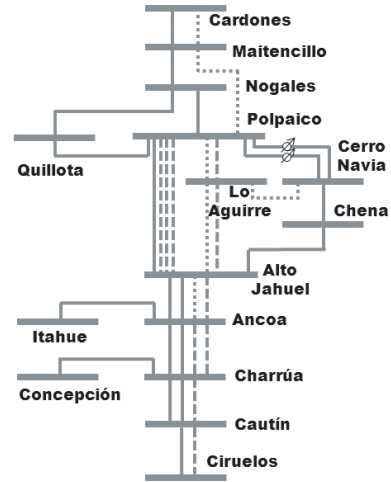 Cardones
Maitencillo
Nogales
Polpaico
Cerro
Navia
Quillota
Lo
Aguirre
Chena
Alto
Jahuel
Ancoa
Itahue
Charrúa
Concepción
Cautín
Ciruelos